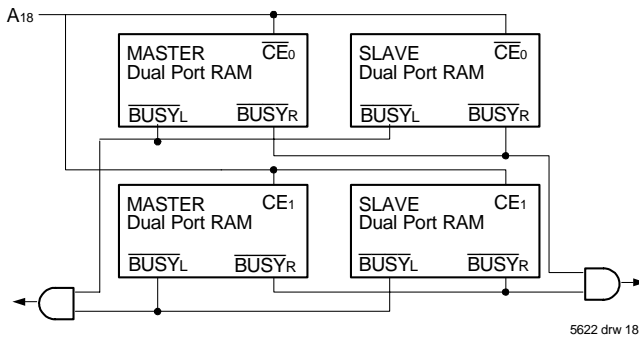 A18
MASTER CE0
Dual Port RAM
BUSYL BUSYR
SLAVE CE0
Dual Port RAM
BUSYL BUSYR
MASTER CE1
Dual Port RAM
BUSYL BUSYR
SLAVE CE1
Dual Port RAM
BUSYL BUSYR
5622 drw 18